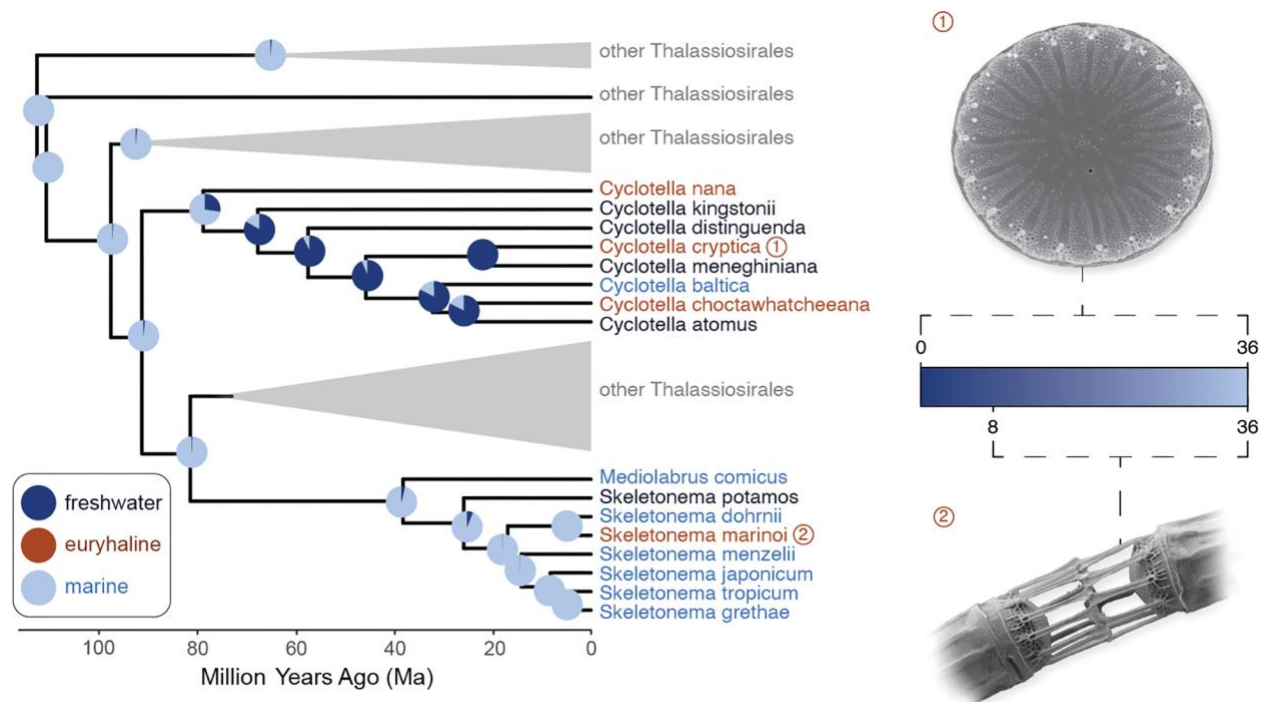 other Thalassiosirales
other Thalassiosirales
other Thalassiosirales
Cyclotella nana
Cyclotella kingstonii
Cyclotella distinguenda
Cyclotella cryptica ①
Cyclotella meneghiniana
Cyclotella baltica
Cyclotella choctawhatcheeana
Cyclotella atomus
other Thalassiosirales
Mediolabrus comicus
Skeletonema potamos
Skeletonema dohrnii
Skeletonema marinoi ②
Skeletonema menzelii
Skeletonema japonicum
Skeletonema tropicum
Skeletonema grethae
freshwater
euryhaline
marine
100 80 60 40 20 0
Million Years Ago (Ma)
①
0 36
8 36
②